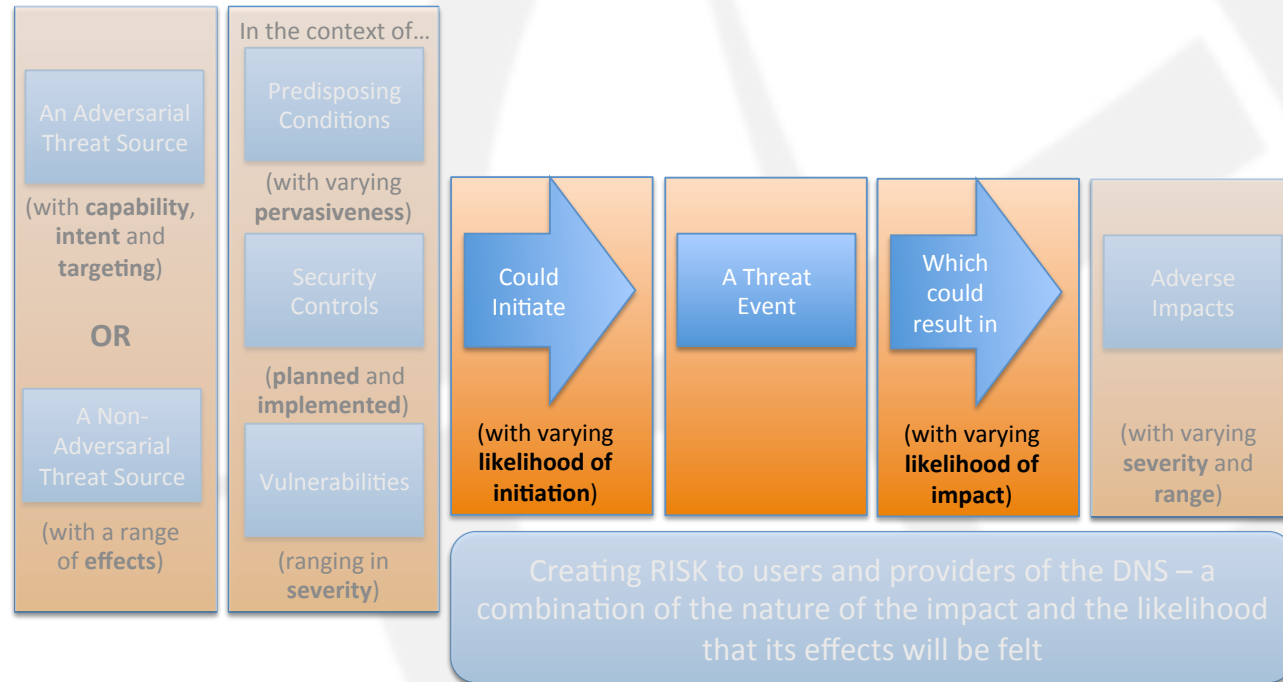 An Adversarial
Threat Source
(with capability,
intent and
targeting)
OR
A Non-
Adversarial
Threat Source
(with a range
of effects)
In the context of...
Predisposing
Conditions
(with varying
pervasiveness)
Security
Controls
(planned and
implemented)
Vulnerabilities
(ranging in
severity)
Could
Initiate
(with varying
likelihood of
initiation)
A Threat
Event
Which
could
result in
(with varying
likelihood of
impact)
Adverse
Impacts
(with varying
severity and
range)
Creating RISK to users and providers of the DNS – a
combination of the nature of the impact and the likelihood
that its effects will be felt